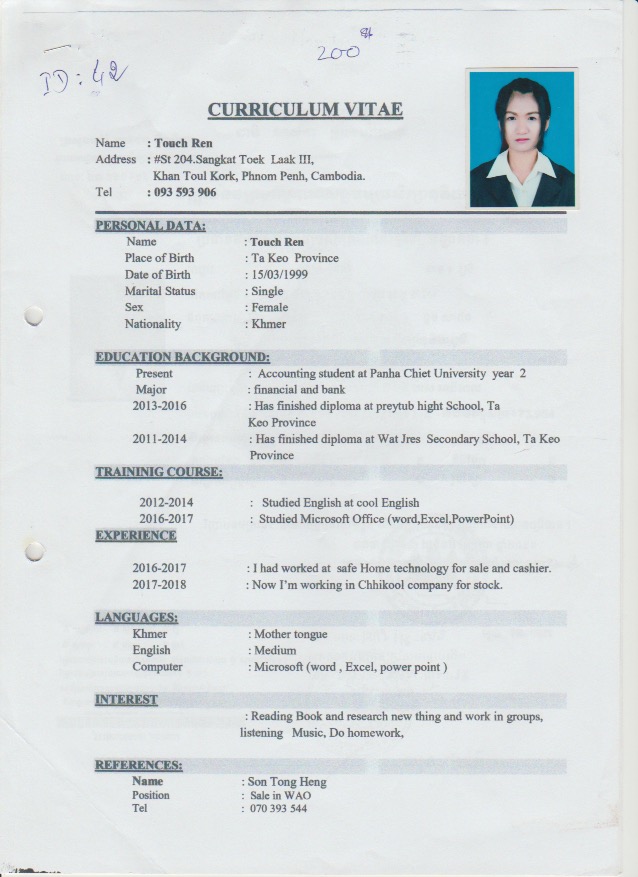 200$
ID: 42
CURRICULUM VITAE
Name : Touch Ren
Address : #St 204.Sangkat Toek Laak III,
Khan Toul Kork, Phnom Penh, Cambodia.
Tel : 093 593 906
PERSONAL DATA:
Name : Touch Ren
Place of Birth : Ta Keo Province
Date of Birth : 15/03/1999
Marital Status : Single
Sex : Female
Nationality : Khmer
EDUCATION BACKGROUND:
Present : Accounting student at Panha Chiet University year 2
Major : financial and bank
2013-2016 : Has finished diploma at preytub hight School, Ta
Keo Province
2011-2014 : Has finished diploma at Wat Jres Secondary School, Ta Keo
Province
TRAININIG COURSE:
2012-2014 : Studied English at cool English
2016-2017 : Studied Microsoft Office (word,Excel,PowerPoint)
EXPERIENCE
2016-2017 : I had worked at safe Home technology for sale and cashier.
2017-2018 : Now I'm working in Chhikool company for stock.
LANGUAGES:
Khmer : Mother tongue
English : Medium
Computer : Microsoft (word , Excel, power point )
INTEREST
: Reading Book and research new thing and work in groups,
listening Music, Do homework,
REFERENCES:
Name : Son Tong Heng
Position : Sale in WAO
Tel : 070 393 544